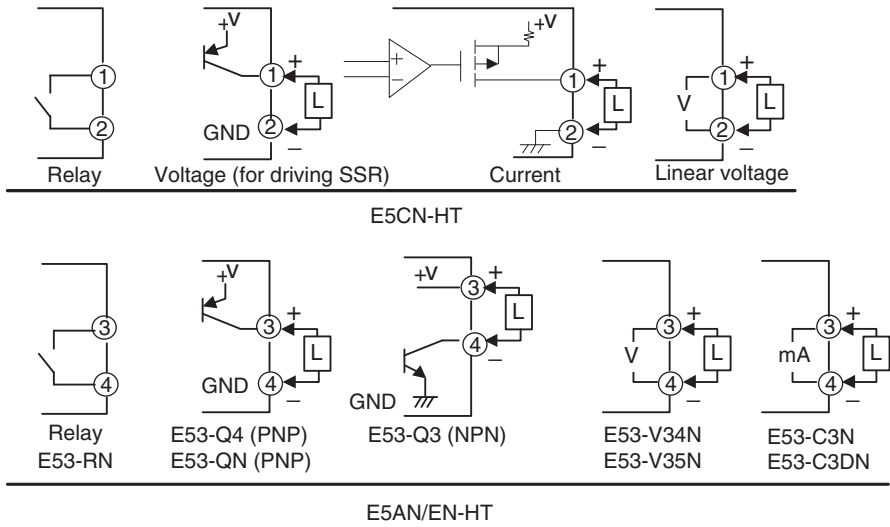 +V
+V
1
+
1
+
+
−
1
+
L
L
V
L
2
GND
2
−
2
−
2
−
Relay
Voltage (for driving SSR)
Current
Linear voltage
E5CN-HT
+V
+V
3
3
+
3
+
L
3
+
3
+
L
4
−
V
L
mA
L
4
GND
4
−
GND
4
−
4
−
Relay
E53-RN
E53-Q4 (PNP)
E53-QN (PNP)
E53-Q3 (NPN)
E53-V34N
E53-V35N
E53-C3N
E53-C3DN
E5AN/EN-HT